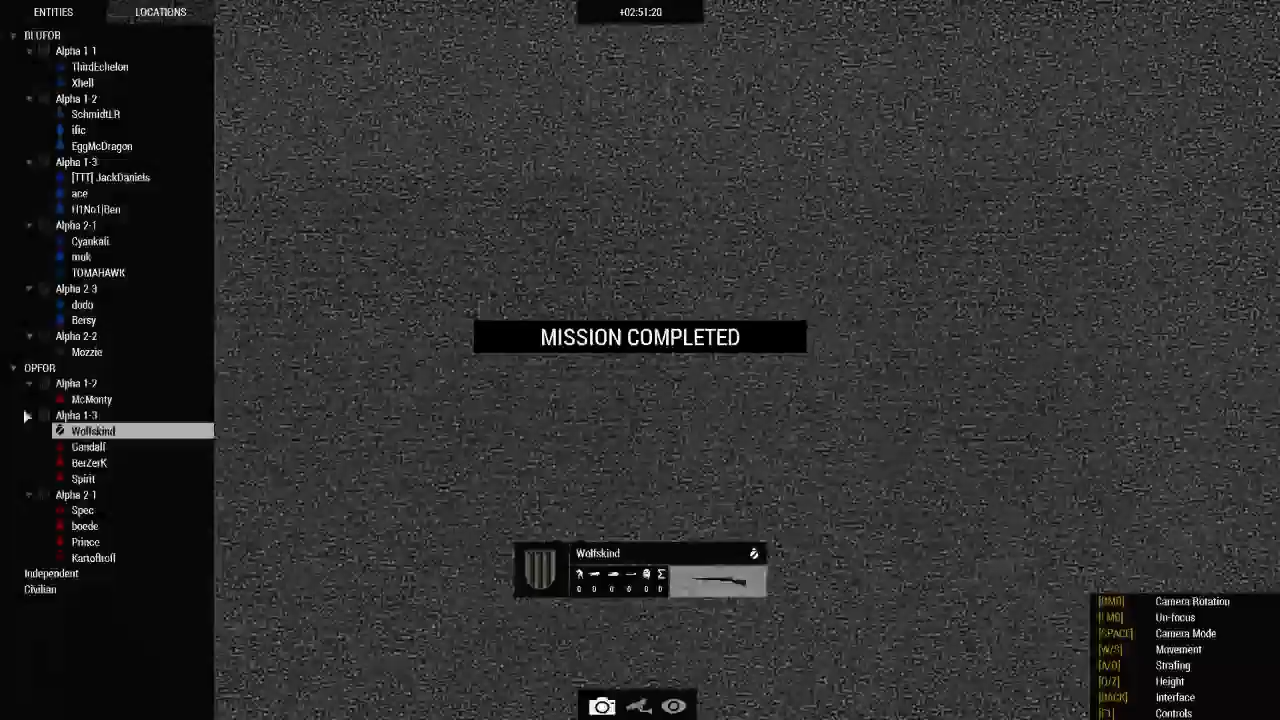 ENTITIES
LOCATIONS
+02:51:20
BLUFOR
Alpha 1-1
ThirdEchelon
Xhell
Alpha 1-2
SchmidtLR
ific
EggMcDragon
Alpha 1-3
[TTT] JackDaniels
ace
H1No1|Ben
Alpha 2-1
Cyankali
muk
TOMAHAWK
Alpha 2-3
dodo
Bersy
Alpha 2-2
Mozzie
OPFOR
Alpha 1-2
McMonty
Alpha 1-3
Wolfskind
Gandalf
BerZerK
Spirit
Alpha 2-1
Spec
boede
Prince
Kartoffroff
Independent
Civilian
MISSION COMPLETED
Wolfskind
0 0 0 0 0 0
[RMB] Camera Rotation
[LMB] Un-focus
[SPACE] Camera Mode
[W/S] Movement
[A/D] Strafing
[Q/Z] Height
[BACK] Interface
[F1] Controls